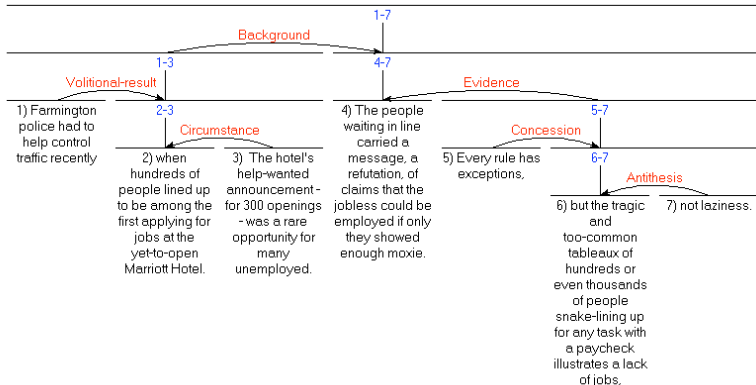 1-7
Background
1-3
4-7
Volitional-result
Evidence
2-3
5-7
Circumstance
Concession
6-7
Antithesis
1) Farmington
police had to
help control
traffic recently
2) when
hundreds of
people lined up
to be among the
first applying for
jobs at the
yet-to-open
Marriott Hotel.
3) The hotel's
help-wanted
announcement -
for 300 openings
- was a rare
opportunity for
many
unemployed.
4) The people
waiting in line
carried a
message, a
refutation, of
claims that the
jobless could be
employed if only
they showed
enough moxie.
5) Every rule has
exceptions,
6) but the tragic
and
too-common
tableaux of
hundreds or
even thousands
of people
snake-lining up
for any task with
a paycheck
illustrates a lack
of jobs,
7) not laziness.